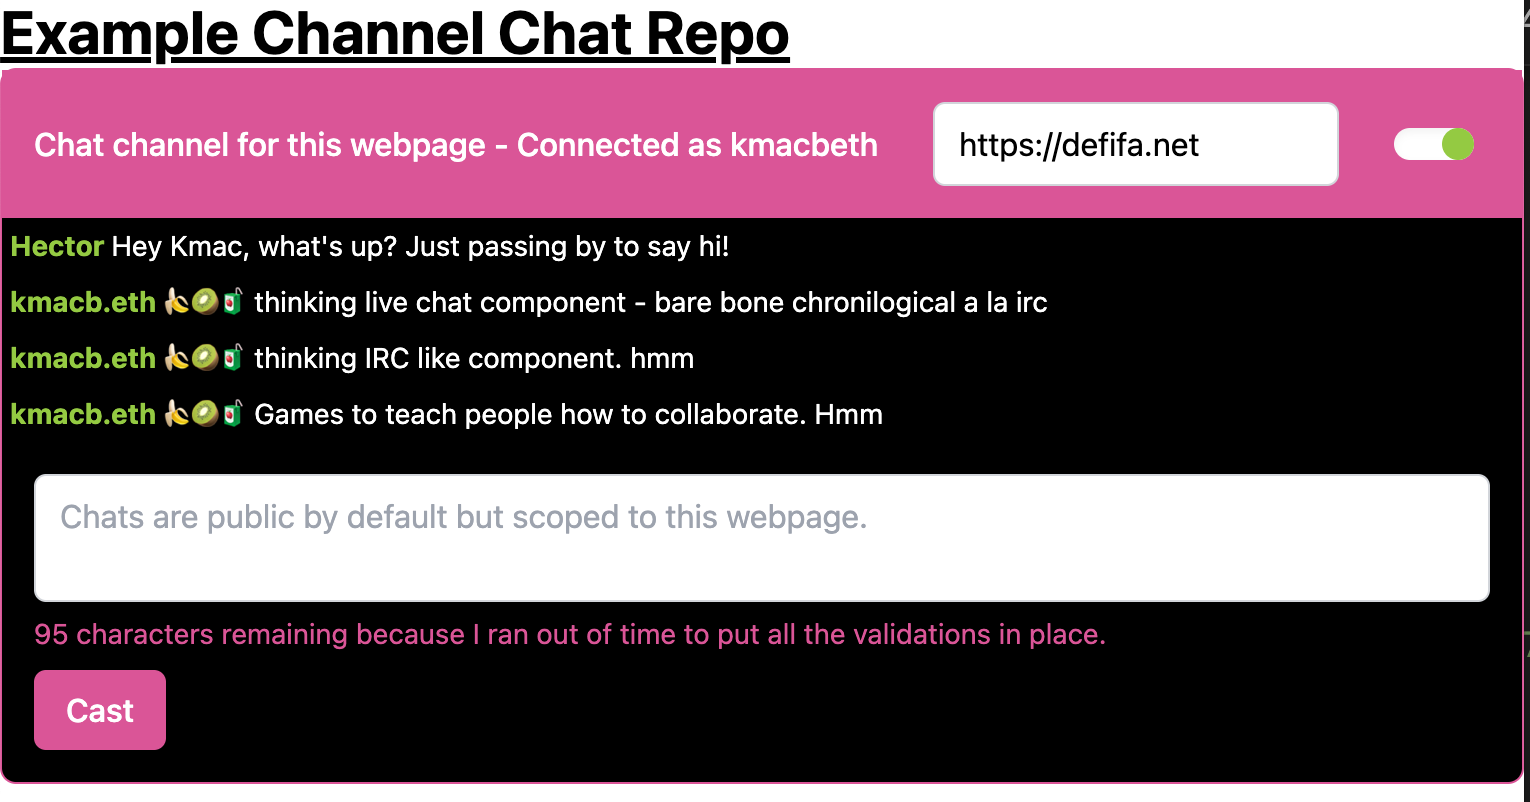 Example Channel Chat Repo
Chat channel for this webpage - Connected as kmacbeth
https://defifa.net
Hector Hey Kmac, what's up? Just passing by to say hi!
kmacb.eth 🍌🥝🧃 thinking live chat component - bare bone chronilogical a la irc
kmacb.eth 🍌🥝🧃 thinking IRC like component. hmm
kmacb.eth 🍌🥝🧃 Games to teach people how to collaborate. Hmm
Chats are public by default but scoped to this webpage.
95 characters remaining because I ran out of time to put all the validations in place.
Cast